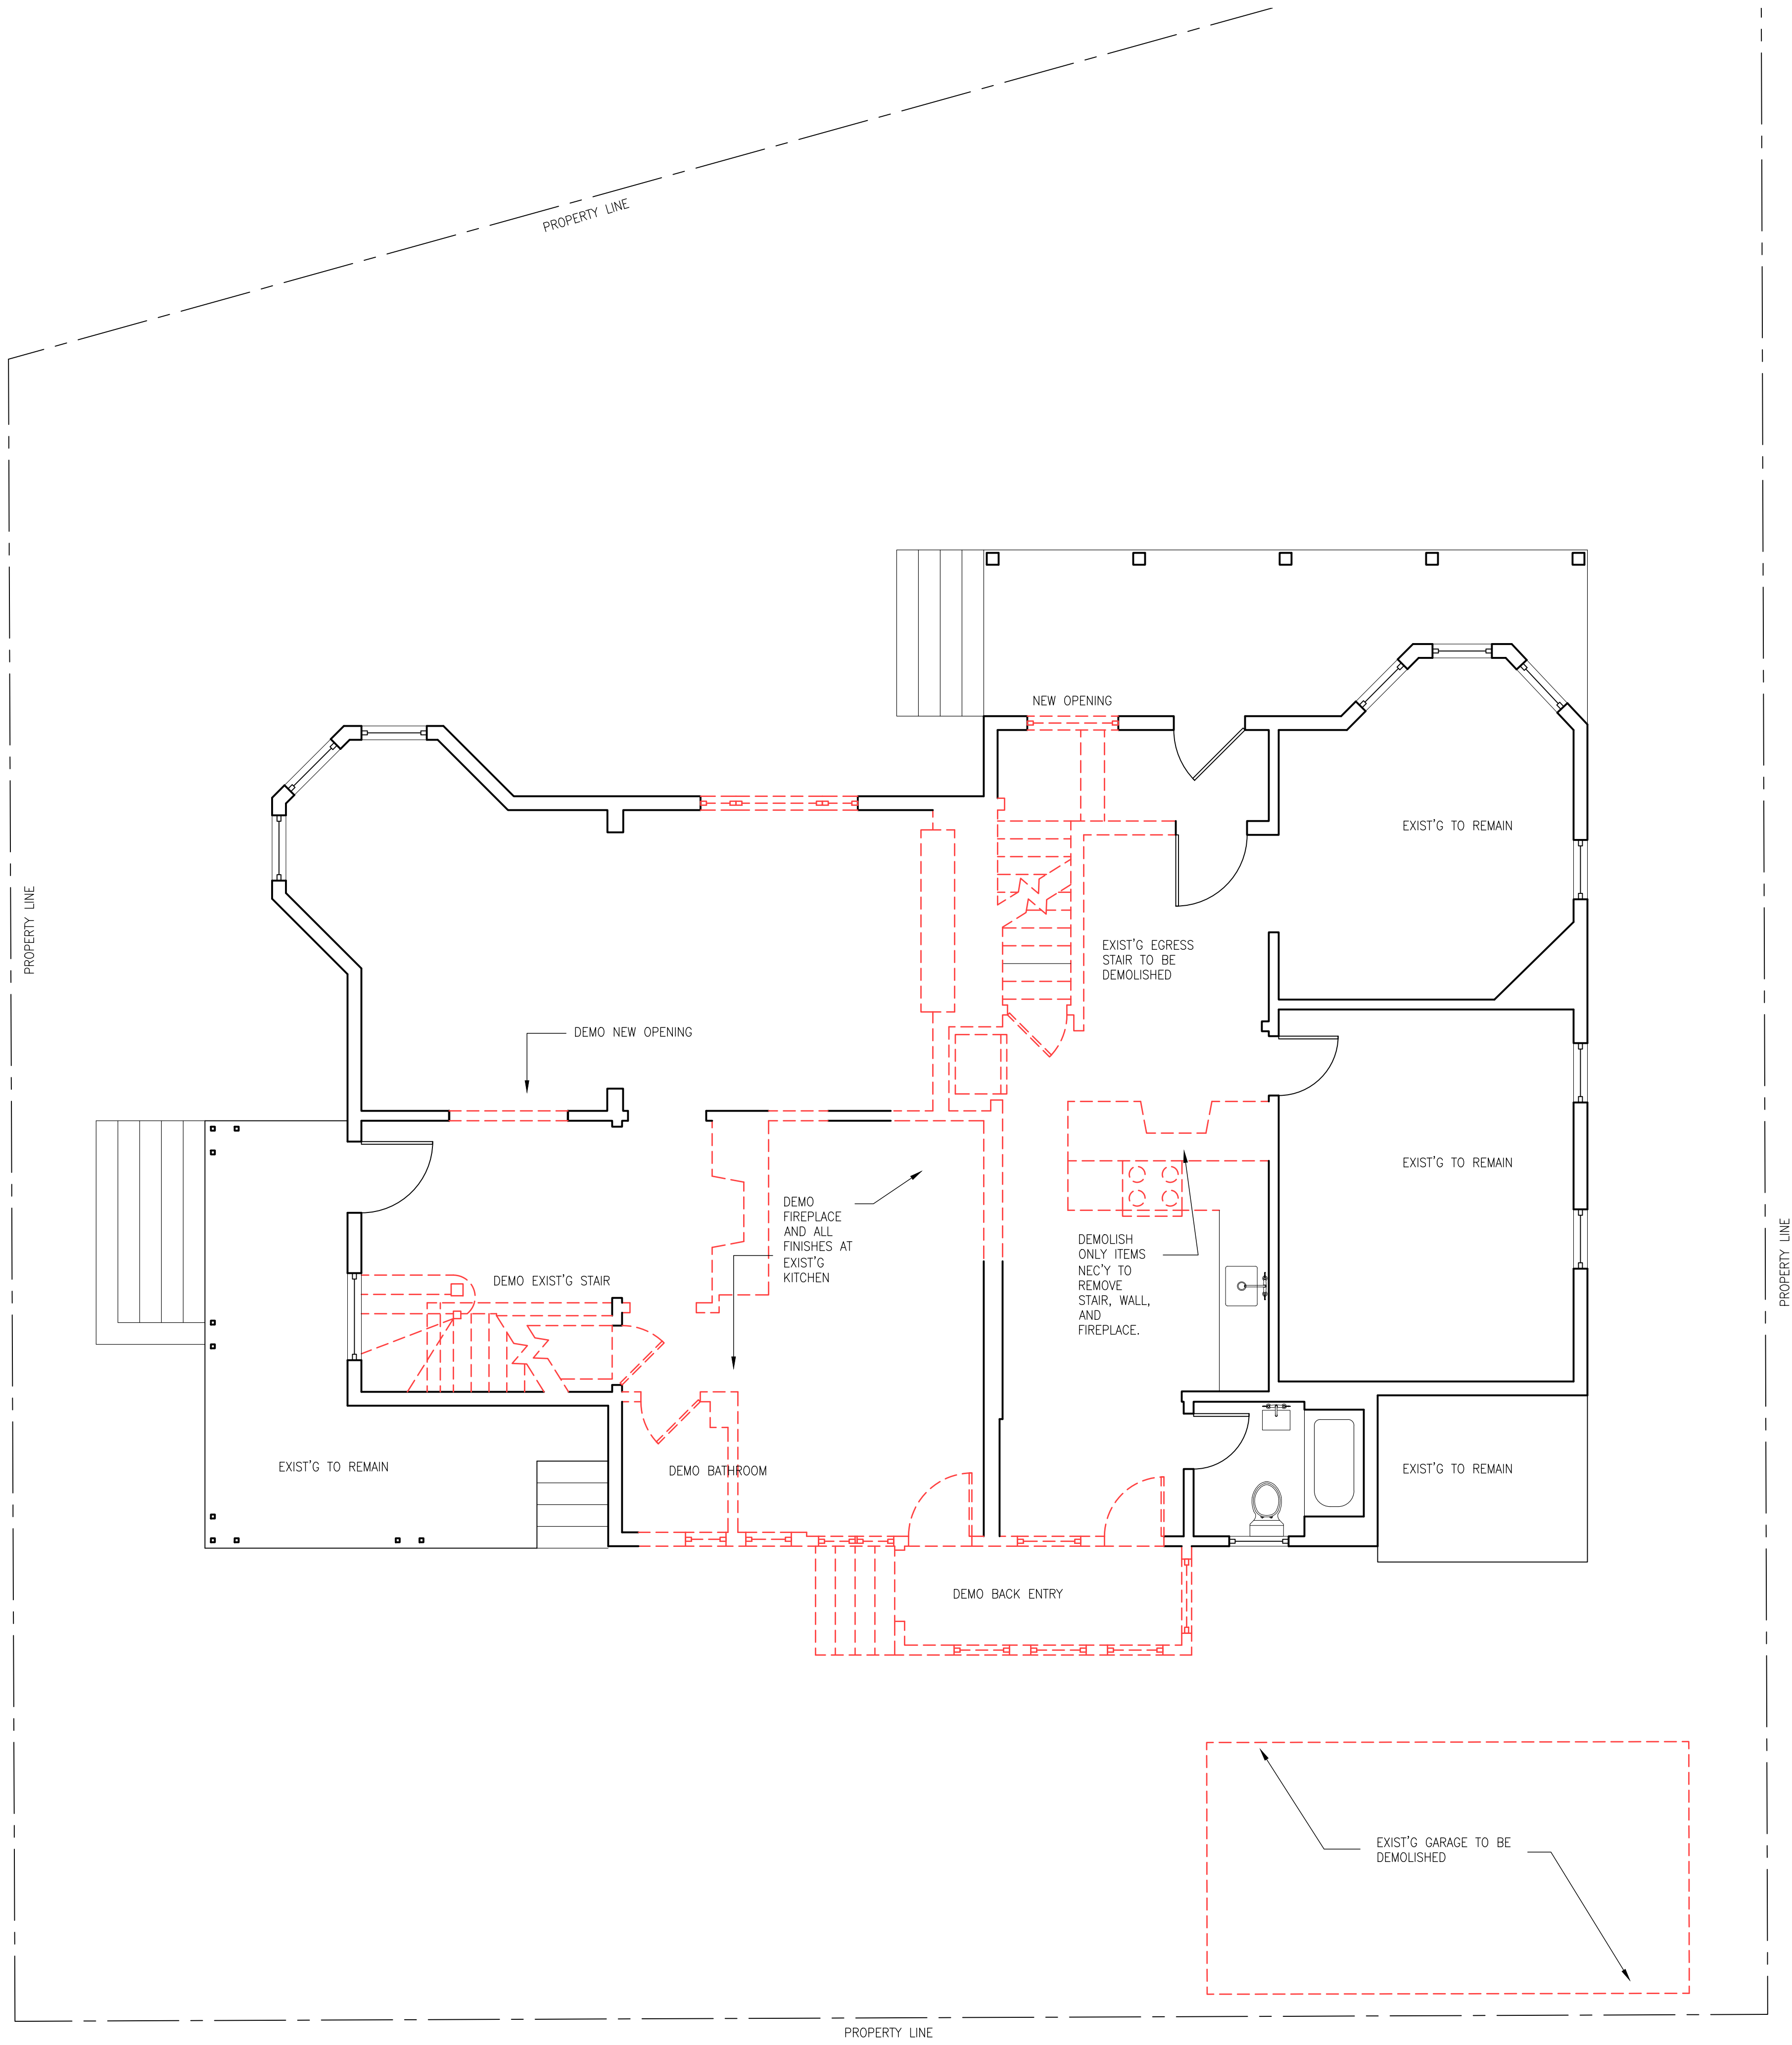 PROPERTY LINE
NEW OPENING
EXIST'G TO REMAIN
PROPERTY LINE
EXIST'G EGRESS
STAIR TO BE
DEMOLISHED
DEMO NEW OPENING
EXIST'G TO REMAIN
DEMO
FIREPLACE
AND ALL
FINISHES AT
EXIST'G
KITCHEN
DEMOLISH
ONLY ITEMS
NEC'Y TO
REMOVE
STAIR, WALL,
AND
FIREPLACE.
PROPERTY LINE
DEMO EXIST'G STAIR
EXIST'G TO REMAIN
DEMO BATHROOM
EXIST'G TO REMAIN
DEMO BACK ENTRY
EXIST'G GARAGE TO BE
DEMOLISHED
PROPERTY LINE